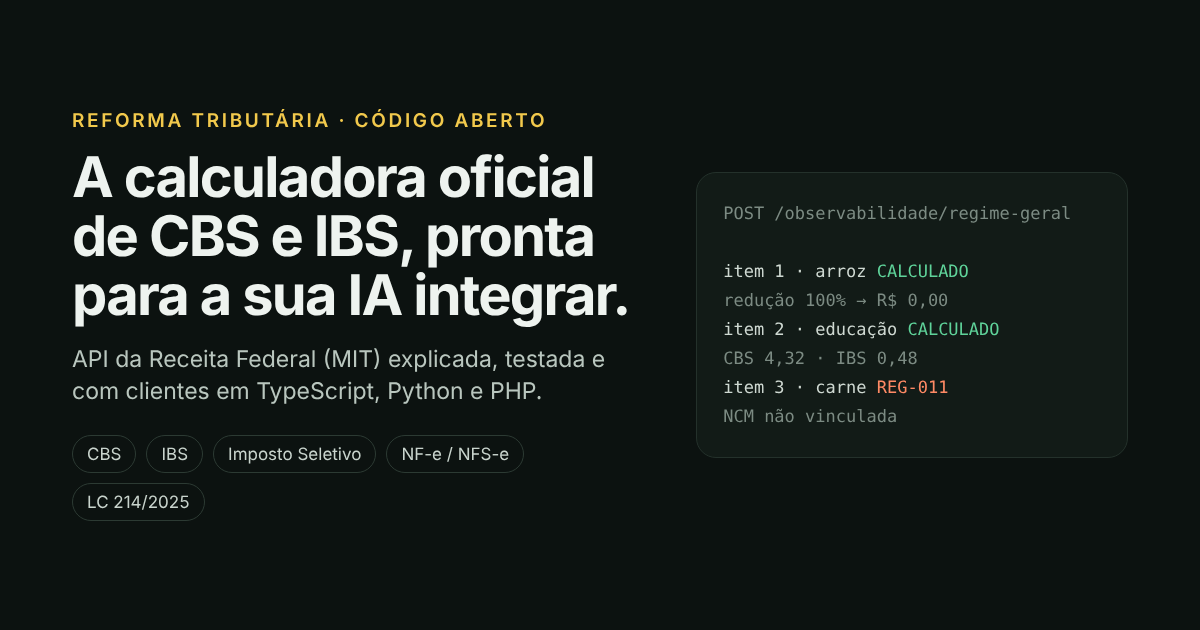 REFORMA TRIBUTÁRIA · CÓDIGO ABERTO
A calculadora oficial
de CBS e IBS, pronta
para a sua IA integrar.
API da Receita Federal (MIT) explicada, testada e
com clientes em TypeScript, Python e PHP.
CBS
IBS
Imposto Seletivo
NF-e / NFS-e
LC 214/2025
POST /observabilidade/regime-geral
item 1 · arroz CALCULADO
redução 100% → R$ 0,00
item 2 · educação CALCULADO
CBS 4,32 · IBS 0,48
item 3 · carne REG-011
NCM não vinculada